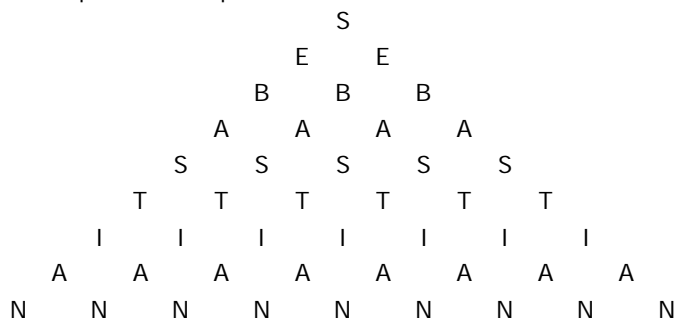 S
E E
B B B
A A A A
S S S S S
T T T T T T
I I I I I I I
A A A A A A A A
N N N N N N N N N